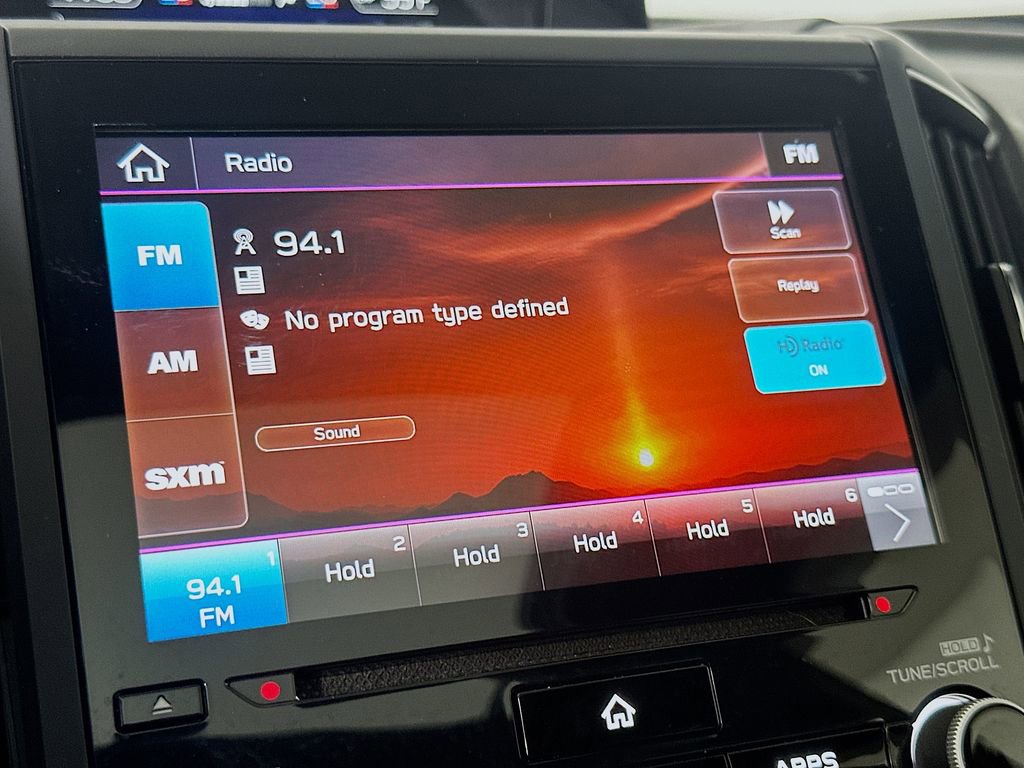 Radio
FM
FM
94.1
Scan
Replay
No program type defined
HD Radio
ON
AM
Sound
sxm
1
94.1
FM
2
Hold
3
Hold
4
Hold
5
Hold
6
Hold
HOLD
TUNE/SCROLL
APPS